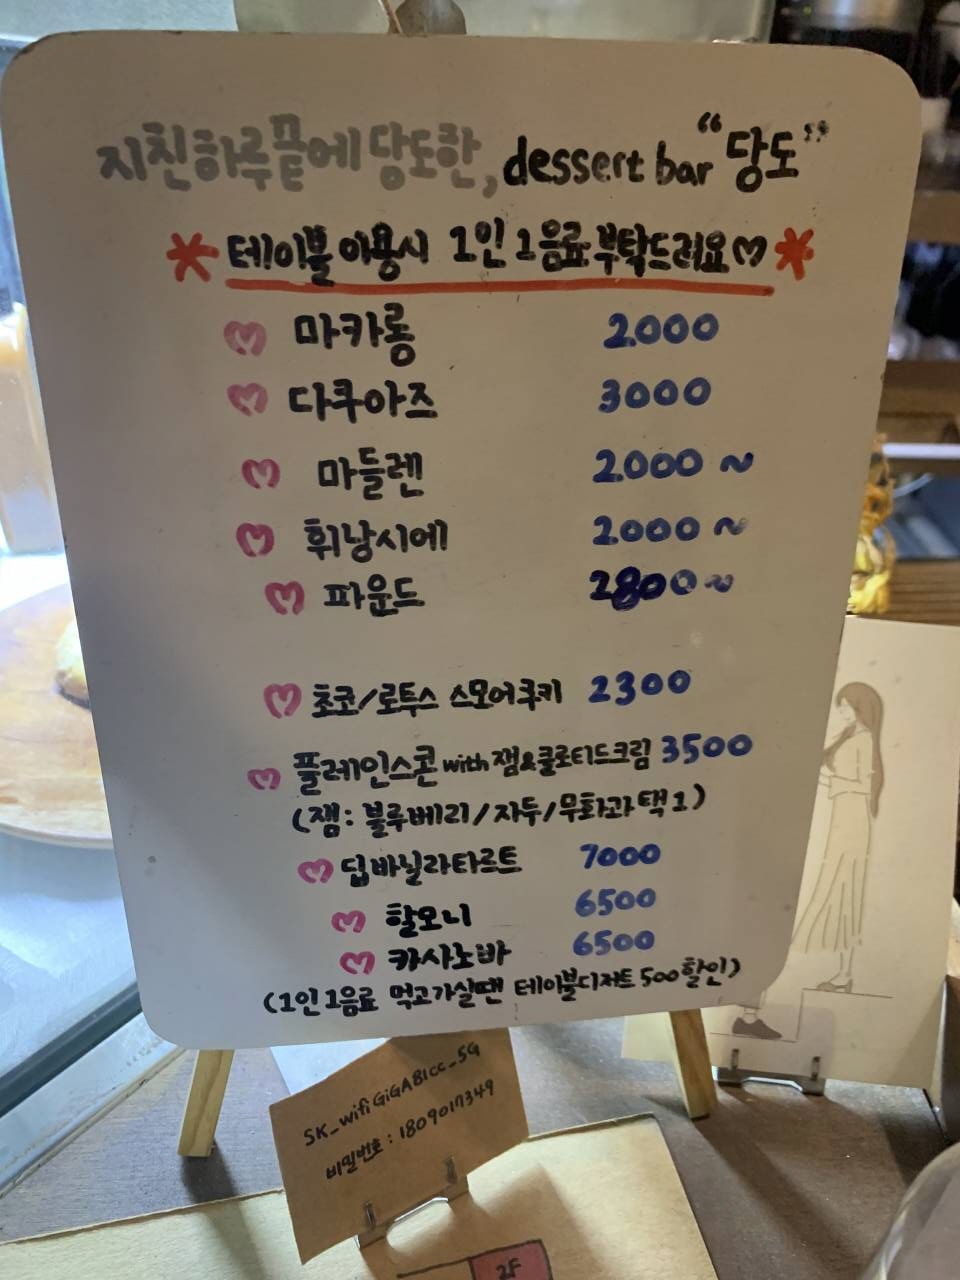 지친하루끝에 당도한, dessert bar "당도"
* 테이블 이용시 1인 1음료 부탁드려요♡ *
♡ 마카롱 2.000
♡ 다쿠아즈 3000
♡ 마들렌 2.000 ~
♡ 휘낭시에 2.000 ~
♡ 파운드 2800 ~
♡ 초코/로투스 스모어쿠키 2300
♡ 플레인스콘 with 잼&클로티드크림 3500
(잼: 블루베리/자두/무화과 택1)
♡ 딥바닐라타르트 7000
♡ 할모니 6500
♡ 카사노바 6500
(1인 1음료 먹고가실땐 테이블디저트 500할인)
SK_wifi GiGA B1cc_5G
비밀번호 : 1809017349
2F